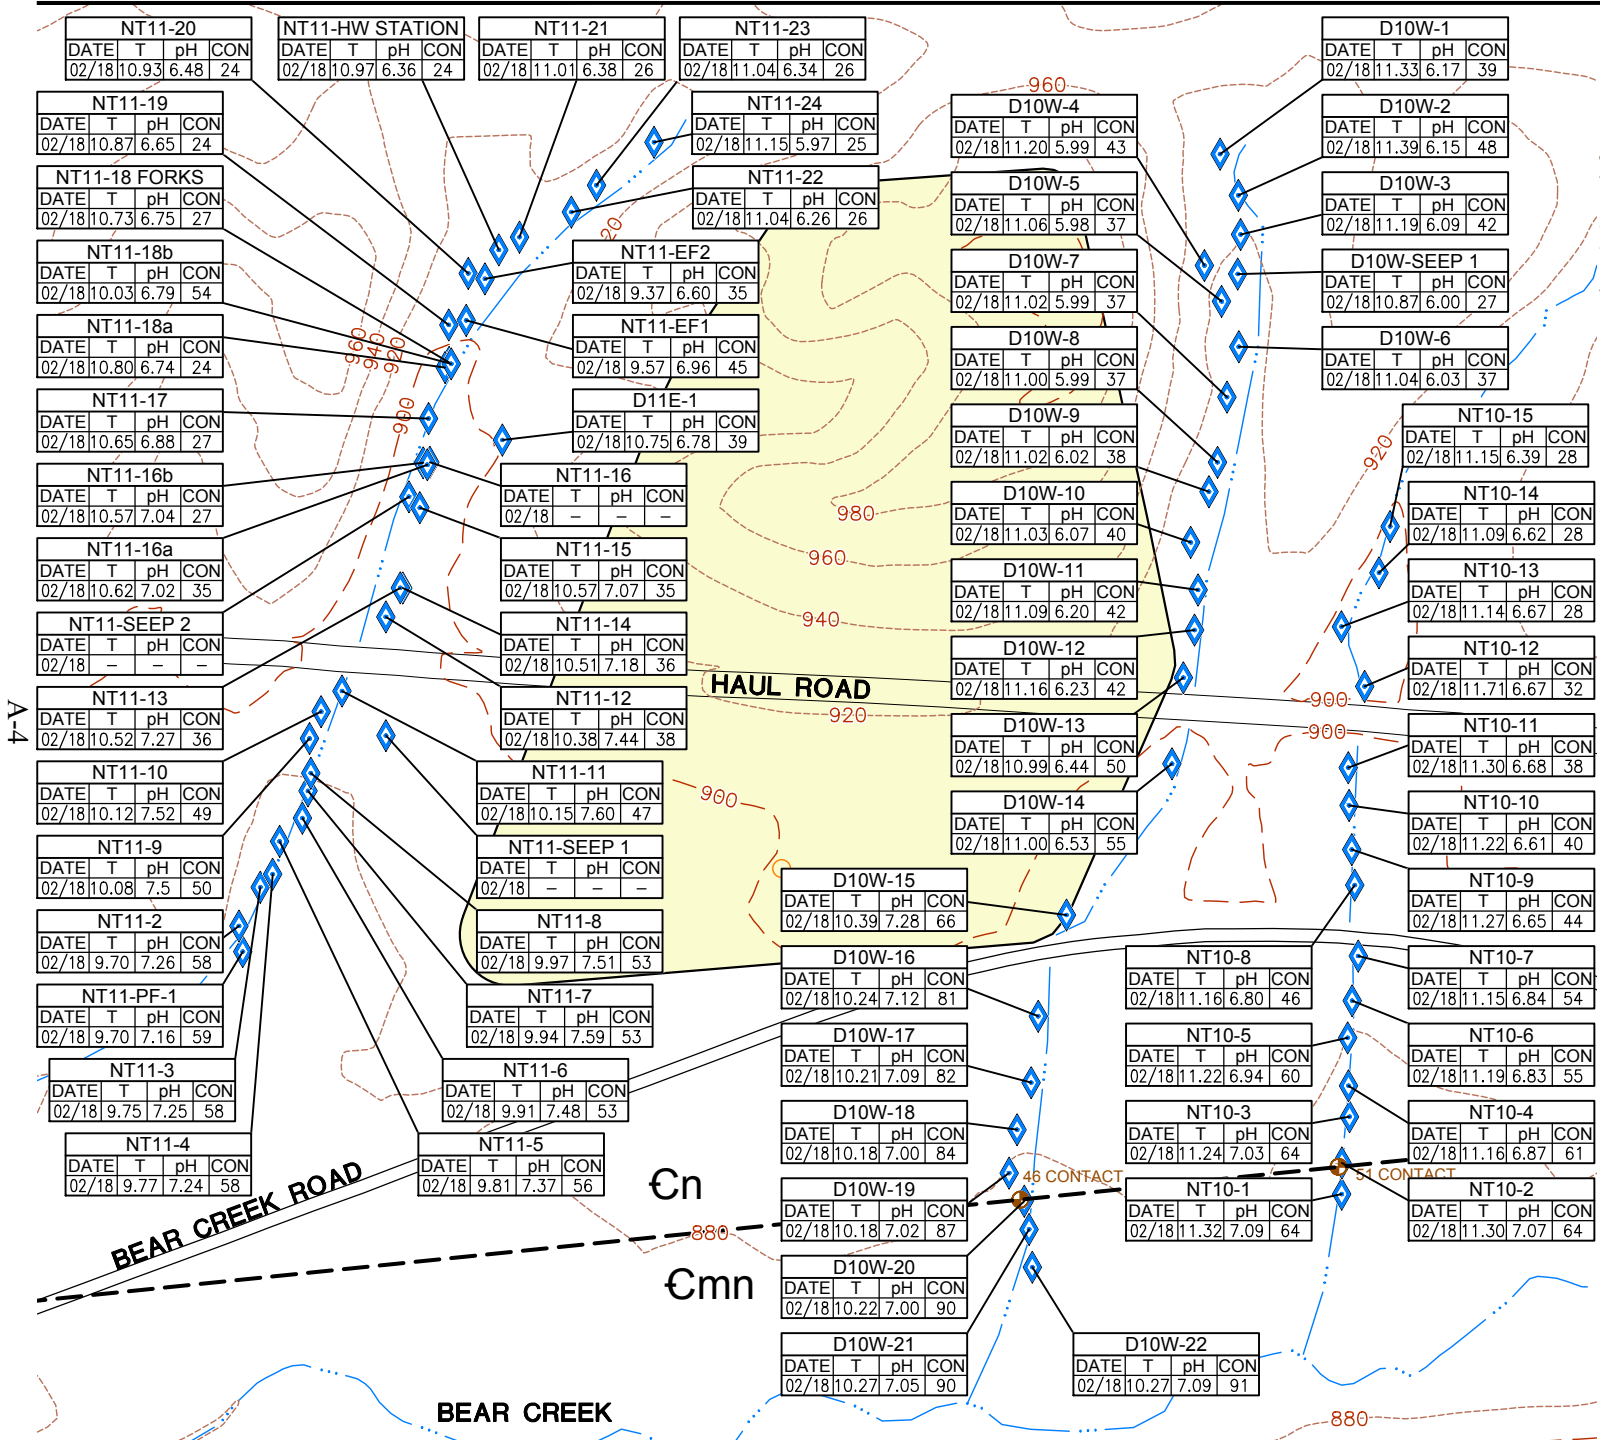 NT11-20
DATE T pH CON
02/18 10.93 6.48 24
NT11-HW STATION
DATE T pH CON
02/18 10.97 6.36 24
NT11-21
DATE T pH CON
02/18 11.01 6.38 26
NT11-23
DATE T pH CON
02/18 11.04 6.34 26
D10W-1
DATE T pH CON
02/18 11.33 6.17 39
NT11-19
DATE T pH CON
02/18 10.87 6.65 24
NT11-24
DATE T pH CON
02/18 11.15 5.97 25
D10W-4
DATE T pH CON
02/18 11.20 5.99 43
D10W-2
DATE T pH CON
02/18 11.39 6.15 48
NT11-18 FORKS
DATE T pH CON
02/18 10.73 6.75 27
NT11-22
DATE T pH CON
02/18 11.04 6.26 26
D10W-5
DATE T pH CON
02/18 11.06 5.98 37
D10W-3
DATE T pH CON
02/18 11.19 6.09 42
NT11-18b
DATE T pH CON
02/18 10.03 6.79 54
NT11-EF2
DATE T pH CON
02/18 9.37 6.60 35
D10W-7
DATE T pH CON
02/18 11.02 5.99 37
D10W-SEEP 1
DATE T pH CON
02/18 10.87 6.00 27
NT11-18a
DATE T pH CON
02/18 10.80 6.74 24
NT11-EF1
DATE T pH CON
02/18 9.57 6.96 45
D10W-8
DATE T pH CON
02/18 11.00 5.99 37
D10W-6
DATE T pH CON
02/18 11.04 6.03 37
NT11-17
DATE T pH CON
02/18 10.65 6.88 27
D11E-1
DATE T pH CON
02/18 10.75 6.78 39
D10W-9
DATE T pH CON
02/18 11.02 6.02 38
NT10-15
DATE T pH CON
02/18 11.15 6.39 28
NT11-16b
DATE T pH CON
02/18 10.57 7.04 27
NT11-16
DATE T pH CON
02/18 – – –
D10W-10
DATE T pH CON
02/18 11.03 6.07 40
NT10-14
DATE T pH CON
02/18 11.09 6.62 28
NT11-16a
DATE T pH CON
02/18 10.62 7.02 35
NT11-15
DATE T pH CON
02/18 10.57 7.07 35
D10W-11
DATE T pH CON
02/18 11.09 6.20 42
NT10-13
DATE T pH CON
02/18 11.14 6.67 28
NT11-SEEP 2
DATE T pH CON
02/18 – – –
NT11-14
DATE T pH CON
02/18 10.51 7.18 36
D10W-12
DATE T pH CON
02/18 11.16 6.23 42
NT10-12
DATE T pH CON
02/18 11.71 6.67 32
NT11-13
DATE T pH CON
02/18 10.52 7.27 36
NT11-12
DATE T pH CON
02/18 10.38 7.44 38
D10W-13
DATE T pH CON
02/18 10.99 6.44 50
NT10-11
DATE T pH CON
02/18 11.30 6.68 38
NT11-10
DATE T pH CON
02/18 10.12 7.52 49
NT11-11
DATE T pH CON
02/18 10.15 7.60 47
D10W-14
DATE T pH CON
02/18 11.00 6.53 55
NT10-10
DATE T pH CON
02/18 11.22 6.61 40
NT11-9
DATE T pH CON
02/18 10.08 7.5 50
NT11-SEEP 1
DATE T pH CON
02/18 – – –
D10W-15
DATE T pH CON
02/18 10.39 7.28 66
NT10-9
DATE T pH CON
02/18 11.27 6.65 44
NT11-2
DATE T pH CON
02/18 9.70 7.26 58
NT11-8
DATE T pH CON
02/18 9.97 7.51 53
D10W-16
DATE T pH CON
02/18 10.24 7.12 81
NT10-8
DATE T pH CON
02/18 11.16 6.80 46
NT10-7
DATE T pH CON
02/18 11.15 6.84 54
NT11-PF-1
DATE T pH CON
02/18 9.70 7.16 59
NT11-7
DATE T pH CON
02/18 9.94 7.59 53
D10W-17
DATE T pH CON
02/18 10.21 7.09 82
NT10-5
DATE T pH CON
02/18 11.22 6.94 60
NT10-6
DATE T pH CON
02/18 11.19 6.83 55
NT11-3
DATE T pH CON
02/18 9.75 7.25 58
NT11-6
DATE T pH CON
02/18 9.91 7.48 53
D10W-18
DATE T pH CON
02/18 10.18 7.00 84
NT10-3
DATE T pH CON
02/18 11.24 7.03 64
NT10-4
DATE T pH CON
02/18 11.16 6.87 61
NT11-4
DATE T pH CON
02/18 9.77 7.24 58
NT11-5
DATE T pH CON
02/18 9.81 7.37 56
D10W-19
DATE T pH CON
02/18 10.18 7.02 87
NT10-1
DATE T pH CON
02/18 11.32 7.09 64
NT10-2
DATE T pH CON
02/18 11.30 7.07 64
D10W-20
DATE T pH CON
02/18 10.22 7.00 90
D10W-21
DATE T pH CON
02/18 10.27 7.05 90
D10W-22
DATE T pH CON
02/18 10.27 7.09 91
HAUL ROAD
BEAR CREEK ROAD
BEAR CREEK
Єn
Єmn
46 CONTACT
51 CONTACT
A-4
960
20
960
940
920
900
980
960
940
920
900
920
900
900
880
880